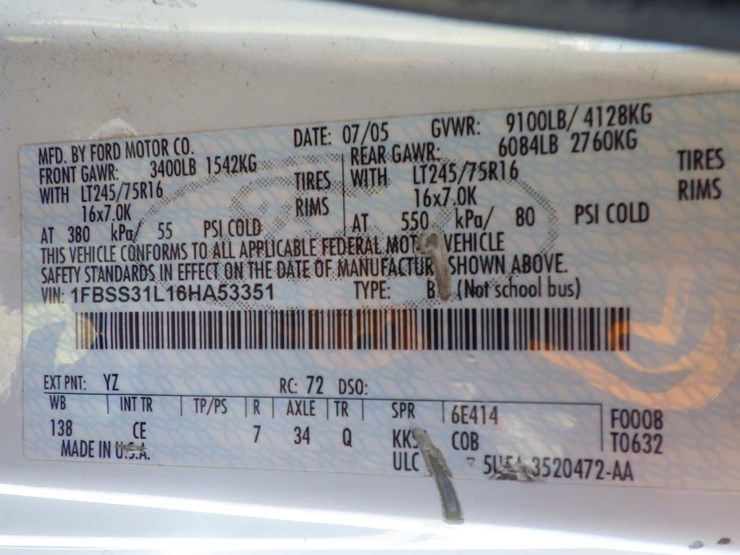 MFD. BY FORD MOTOR CO. DATE: 07/05 GVWR: 9100LB/ 4128KG
FRONT GAWR: 3400LB 1542KG REAR GAWR: 6084LB 2760KG
WITH LT245/75R16 TIRES WITH LT245/75R16 TIRES
16x7.0K RIMS 16x7.0K RIMS
AT 380 kPa/ 55 PSI COLD AT 550 kPa/ 80 PSI COLD
THIS VEHICLE CONFORMS TO ALL APPLICABLE FEDERAL VEHICLE
SAFETY STANDARDS IN EFFECT ON THE DATE OF SHOWN ABOVE.
VIN: 1FBSS31L16HA53351 TYPE: (Not school bus)
EXT PNT: YZ RC: 72 DSO:
WB INT TR TP/PS R AXLE TR SPR 6E414 F0008
138 CE 7 34 Q COB T0632
MADE IN U.S.A. ULC 3520472-AA